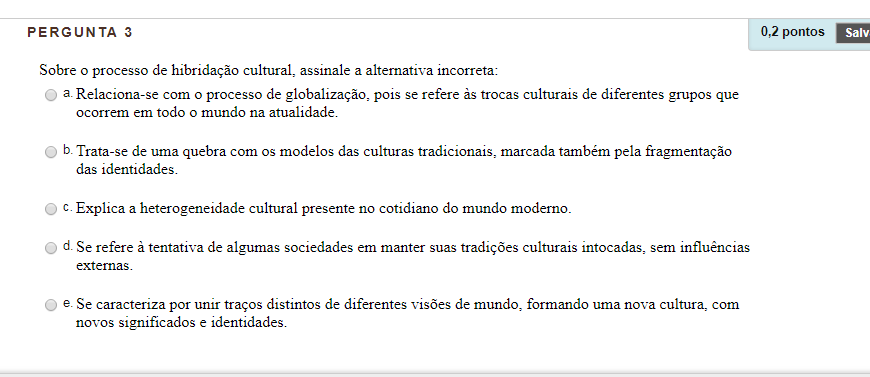 PERGUNTA 3
0,2 pontos
Salv
Sobre o processo de hibridação cultural, assinale a alternativa incorreta:
a. Relaciona-se com o processo de globalização, pois se refere às trocas culturais de diferentes grupos que
ocorrem em todo o mundo na atualidade.
b. Trata-se de uma quebra com os modelos das culturas tradicionais, marcada também pela fragmentação
das identidades.
c. Explica a heterogeneidade cultural presente no cotidiano do mundo moderno.
d. Se refere à tentativa de algumas sociedades em manter suas tradições culturais intocadas, sem influências
externas.
e. Se caracteriza por unir traços distintos de diferentes visões de mundo, formando uma nova cultura, com
novos significados e identidades.